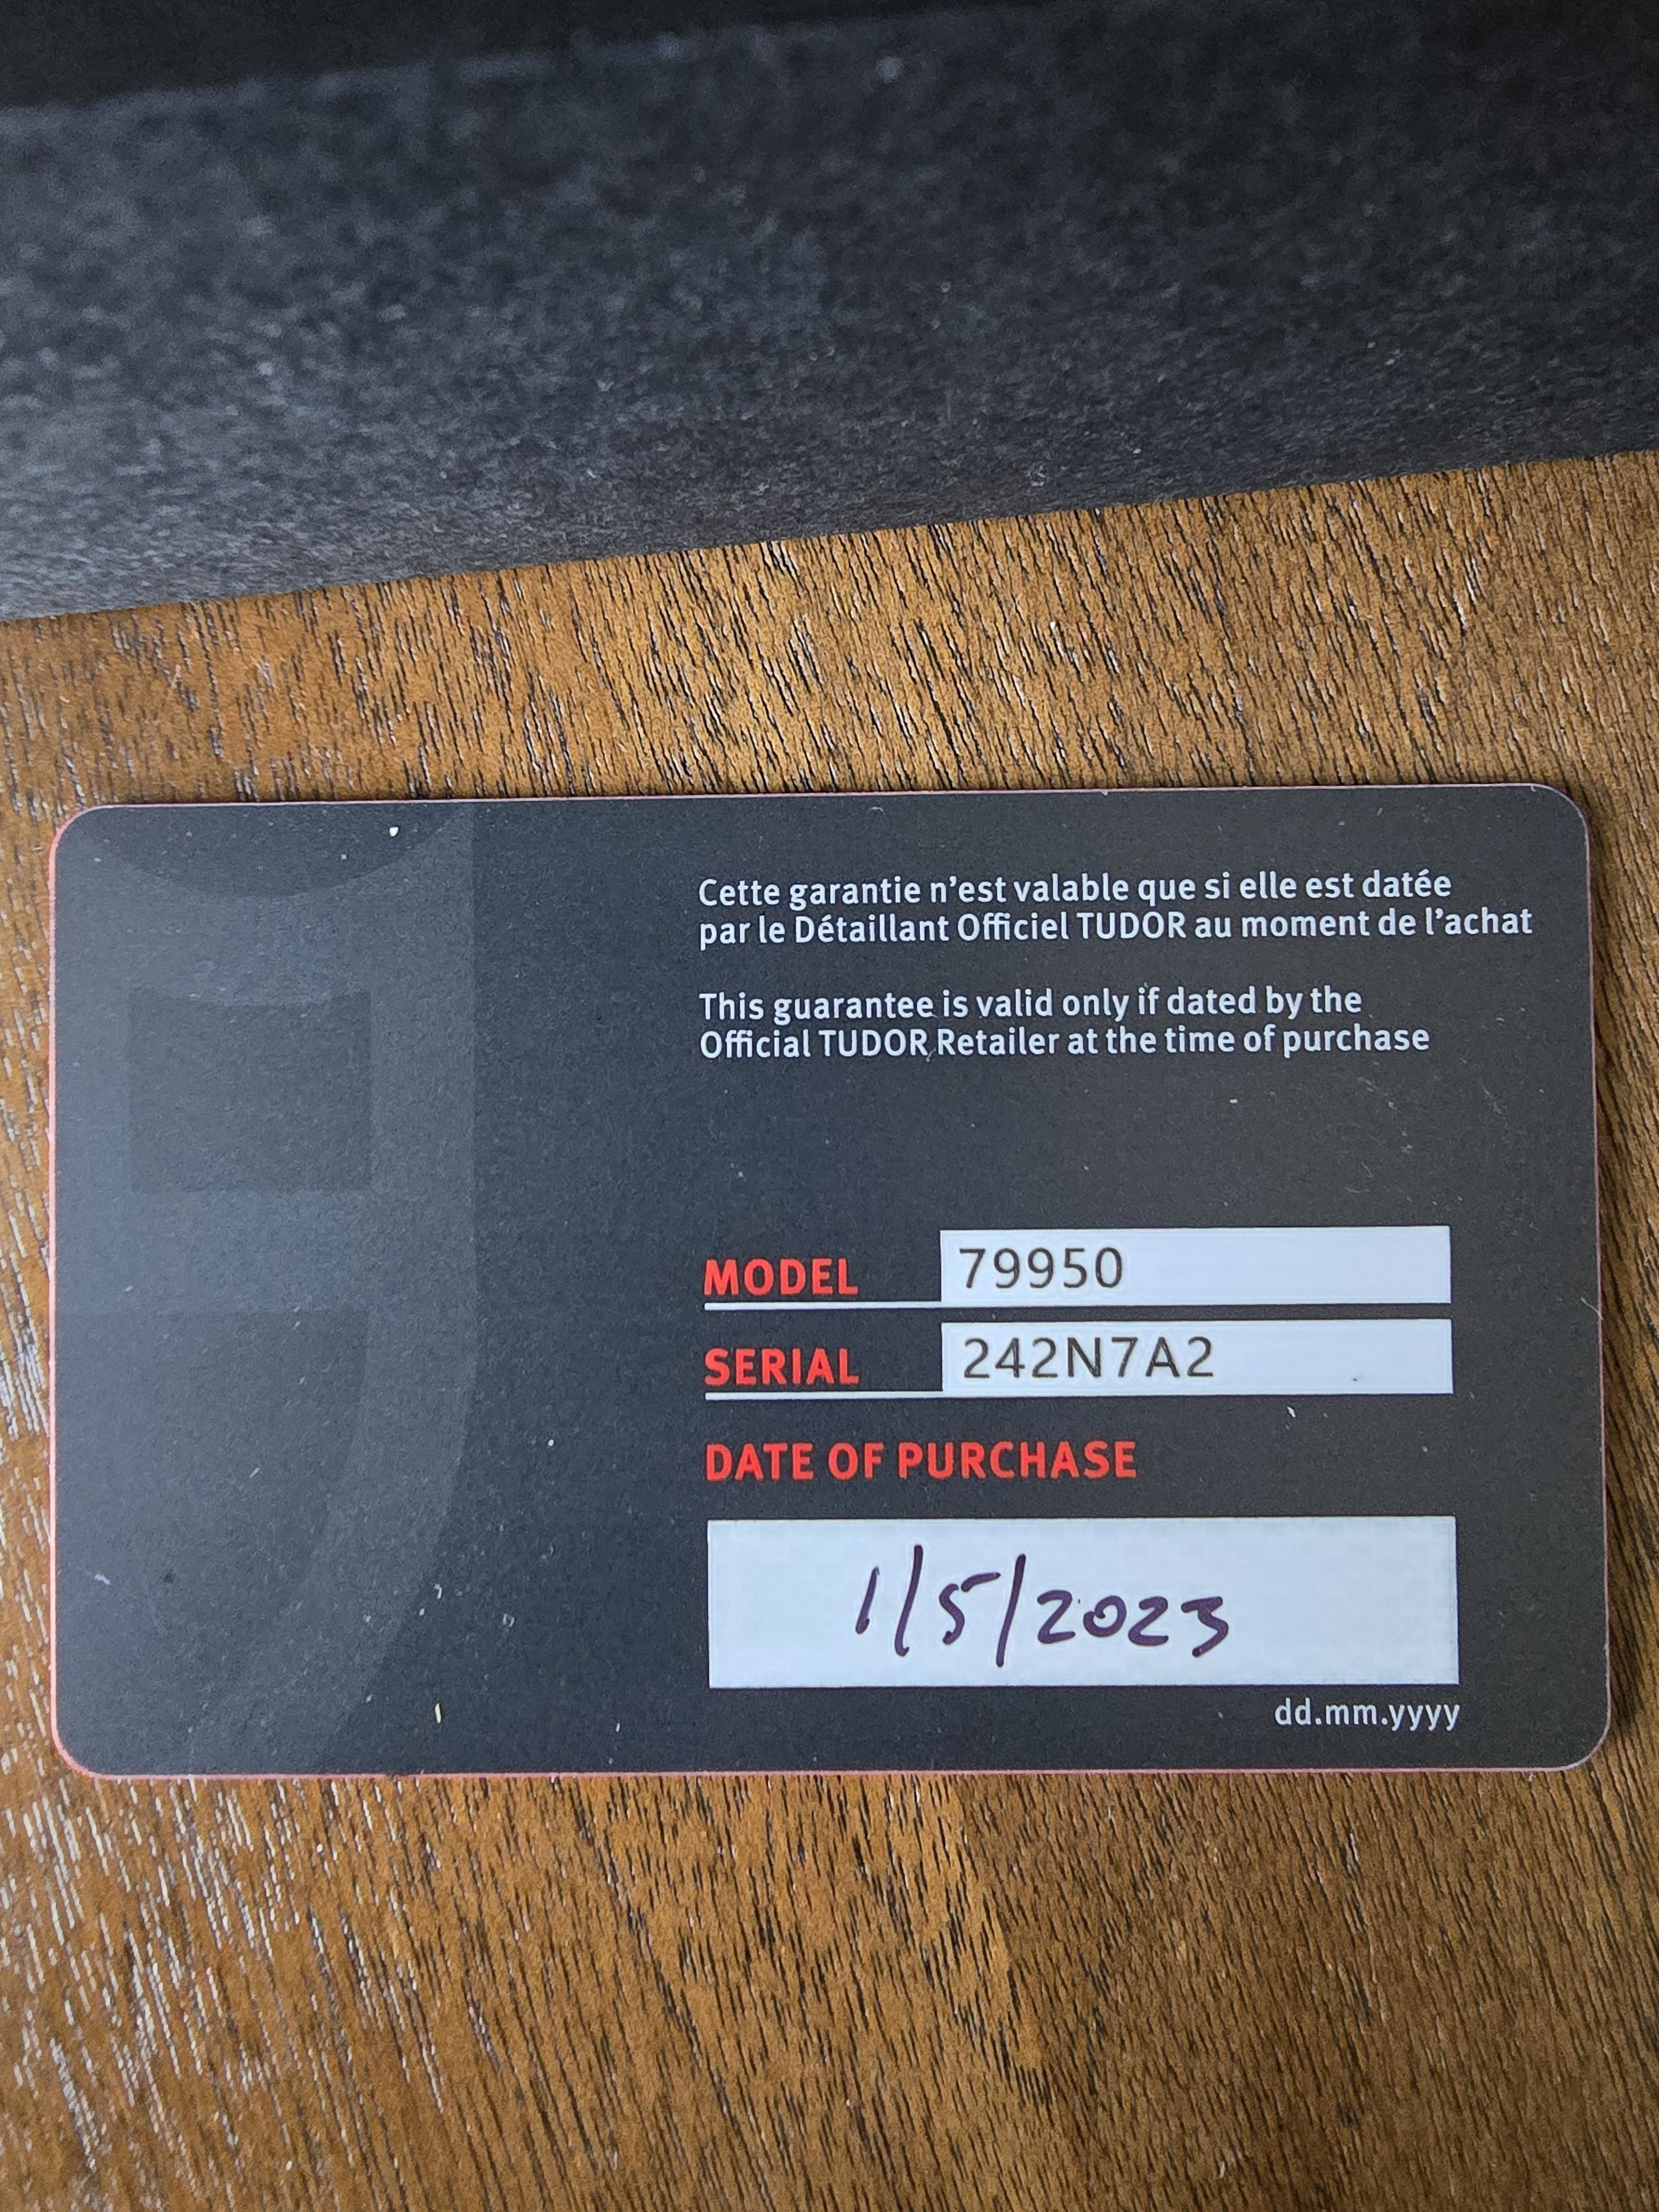 Cette garantie n'est valable que si elle est datée
par le Détaillant Officiel TUDOR au moment de l'achat
This guarantee is valid only if dated by the
Official TUDOR Retailer at the time of purchase
MODEL 79950
SERIAL 242N7A2
DATE OF PURCHASE
1/5/2023
dd.mm.yyyy